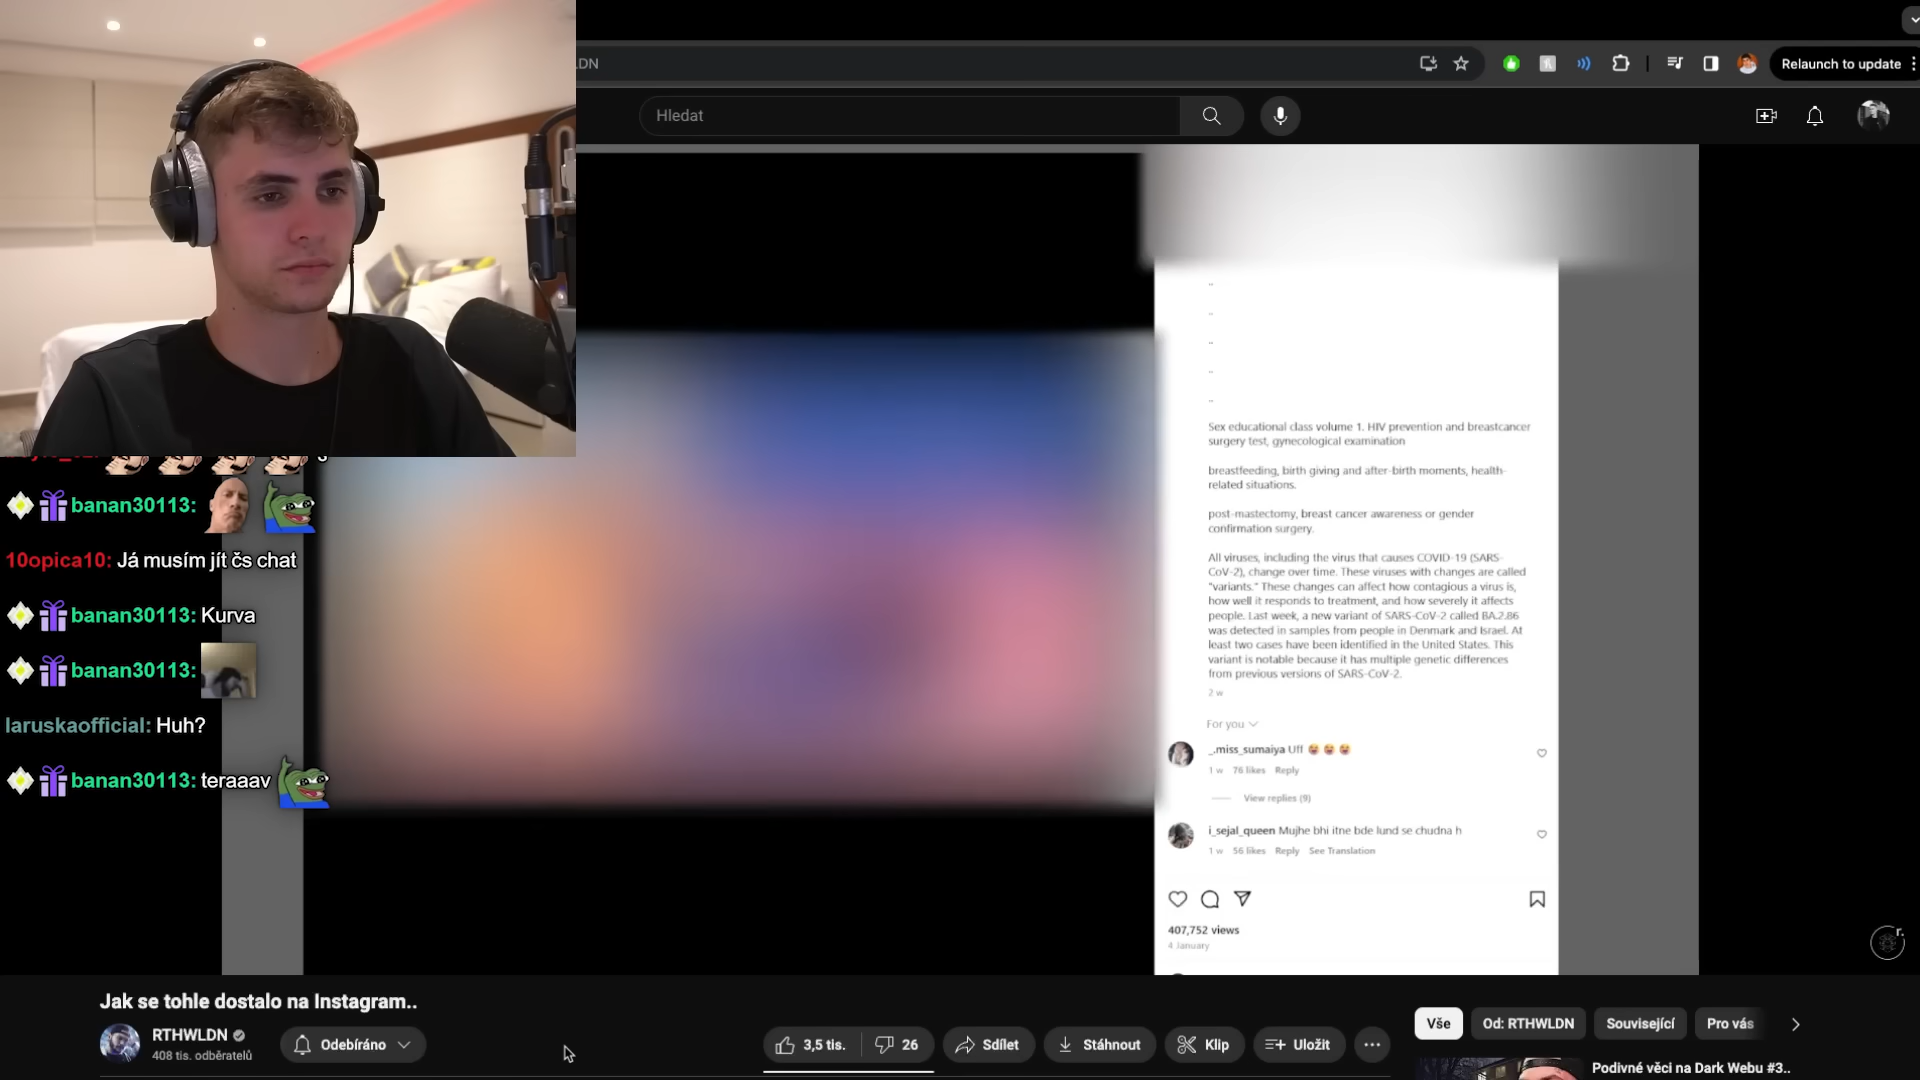 LDN
Relaunch to update
Hledat
Sex educational class volume 1. HIV prevention and breastcancer
surgery test, gynecological examination
breastfeeding, birth giving and after-birth moments, health-
related situations.
post-mastectomy, breast cancer awareness or gender
confirmation surgery.
All viruses, including the virus that causes COVID-19 (SARS-
CoV-2), change over time. These viruses with changes are called
"variants." These changes can affect how contagious a virus is,
how well it responds to treatment, and how severely it affects
people. Last week, a new variant of SARS-CoV-2 called BA.2.86
was detected in samples from people in Denmark and Israel. At
least two cases have been identified in the United States. This
variant is notable because it has multiple genetic differences
from previous versions of SARS-CoV-2.
2 w
For you
_.miss_sumaiya Uff 😭 😭 😭
1 w 76 likes Reply
View replies (9)
i_sejal_queen Mujhe bhi itne bde lund se chudna h
1 w 56 likes Reply See Translation
407,752 views
4 January
banan30113:
10opica10: Já musím jít čs chat
banan30113: Kurva
banan30113:
laruskaofficial: Huh?
banan30113: teraaav
Jak se tohle dostalo na Instagram..
RTHWLDN
408 tis. odběratelů
Odebíráno
3,5 tis.
26
Sdílet
Stáhnout
Klip
Uložit
Vše
Od: RTHWLDN
Související
Pro vás
Podivné věci na Dark Webu #3..